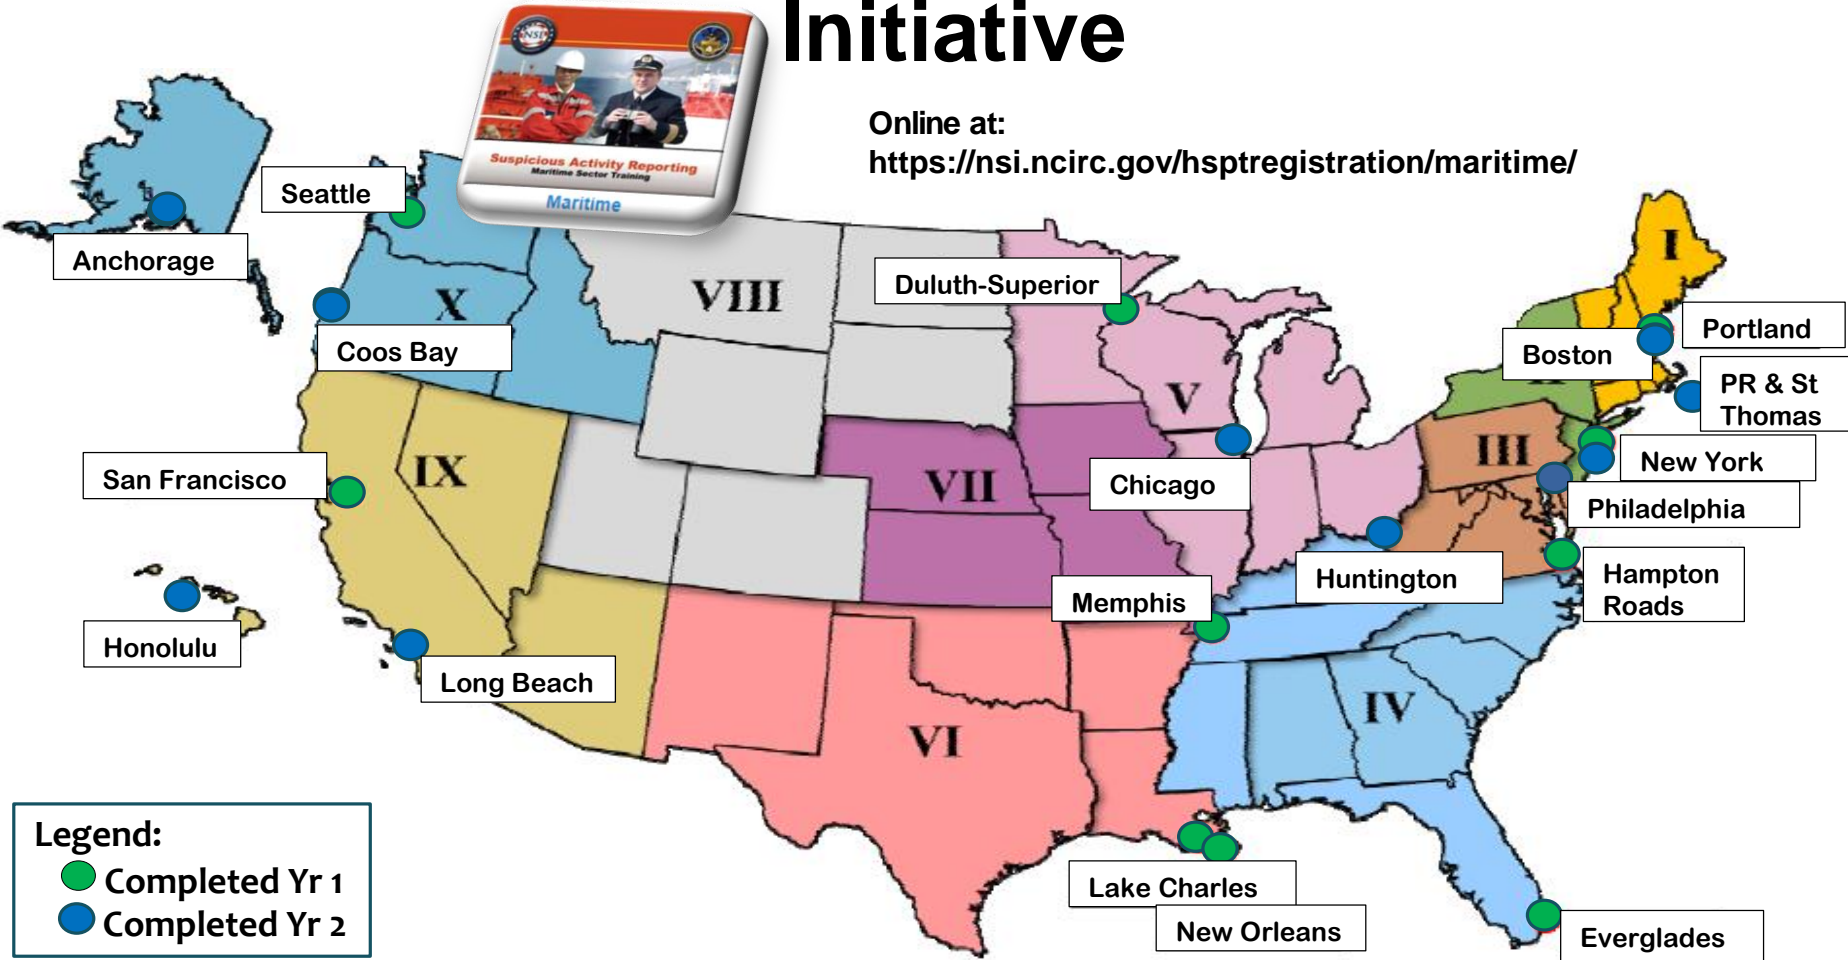 Initiative
NSI
Suspicious Activity Reporting
Maritime Sector Training
Maritime
Online at:
https://nsi.ncirc.gov/hsptregistration/maritime/
Seattle
Anchorage
Coos Bay
San Francisco
Honolulu
Long Beach
Duluth-Superior
Chicago
Memphis
Huntington
Boston
Portland
PR & St
Thomas
New York
Philadelphia
Hampton
Roads
Lake Charles
New Orleans
Everglades
I
III
IV
V
VI
VII
VIII
IX
X
Legend:
Completed Yr 1
Completed Yr 2